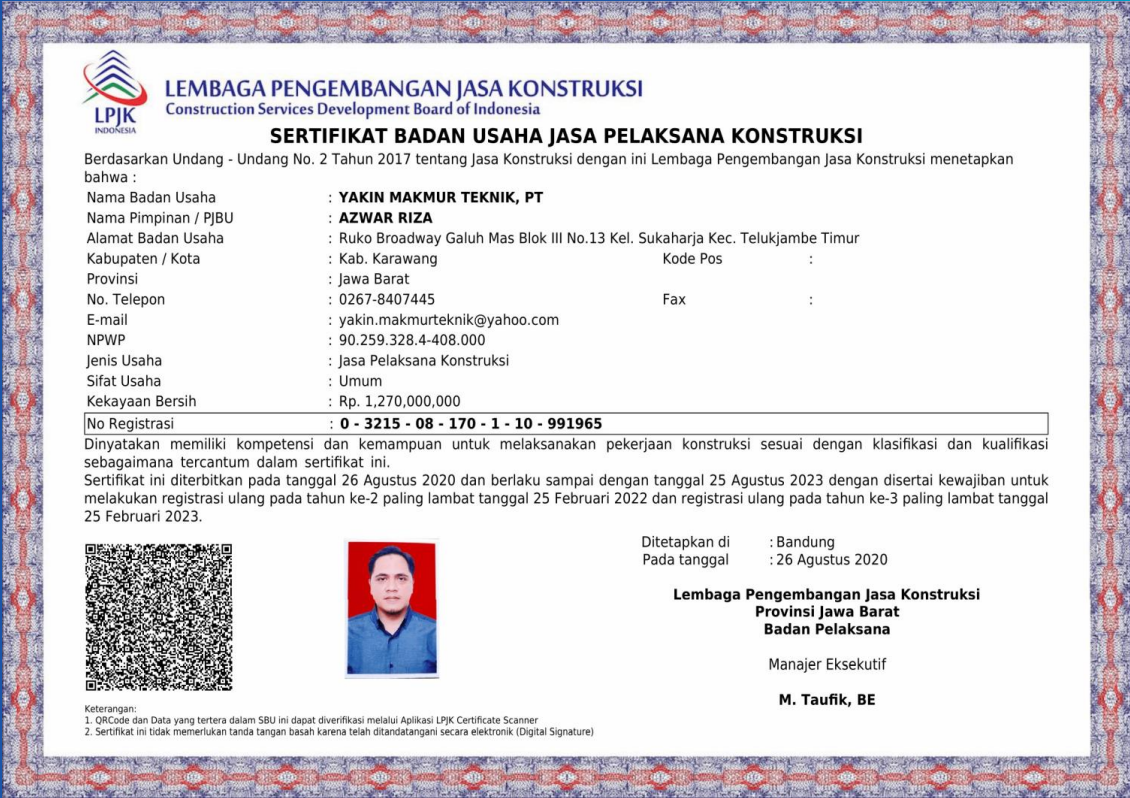 LPJK
INDONESIA
LEMBAGA PENGEMBANGAN JASA KONSTRUKSI
Construction Services Development Board of Indonesia
SERTIFIKAT BADAN USAHA JASA PELAKSANA KONSTRUKSI
Berdasarkan Undang - Undang No. 2 Tahun 2017 tentang Jasa Konstruksi dengan ini Lembaga Pengembangan Jasa Konstruksi menetapkan
bahwa :
Nama Badan Usaha : YAKIN MAKMUR TEKNIK, PT
Nama Pimpinan / PJBU : AZWAR RIZA
Alamat Badan Usaha : Ruko Broadway Galuh Mas Blok III No.13 Kel. Sukaharja Kec. Telukjambe Timur
Kabupaten / Kota : Kab. Karawang Kode Pos :
Provinsi : Jawa Barat
No. Telepon : 0267-8407445 Fax :
E-mail : yakin.makmurteknik@yahoo.com
NPWP : 90.259.328.4-408.000
Jenis Usaha : Jasa Pelaksana Konstruksi
Sifat Usaha : Umum
Kekayaan Bersih : Rp. 1,270,000,000
No Registrasi : 0 - 3215 - 08 - 170 - 1 - 10 - 991965
Dinyatakan memiliki kompetensi dan kemampuan untuk melaksanakan pekerjaan konstruksi sesuai dengan klasifikasi dan kualifikasi
sebagaimana tercantum dalam sertifikat ini.
Sertifikat ini diterbitkan pada tanggal 26 Agustus 2020 dan berlaku sampai dengan tanggal 25 Agustus 2023 dengan disertai kewajiban untuk
melakukan registrasi ulang pada tahun ke-2 paling lambat tanggal 25 Februari 2022 dan registrasi ulang pada tahun ke-3 paling lambat tanggal
25 Februari 2023.
Ditetapkan di : Bandung
Pada tanggal : 26 Agustus 2020
Lembaga Pengembangan Jasa Konstruksi
Provinsi Jawa Barat
Badan Pelaksana
Manajer Eksekutif
M. Taufik, BE
Keterangan:
1. QRCode dan Data yang tertera dalam SBU ini dapat diverifikasi melalui Aplikasi LPJK Certificate Scanner
2. Sertifikat ini tidak memerlukan tanda tangan basah karena telah ditandatangani secara elektronik (Digital Signature)